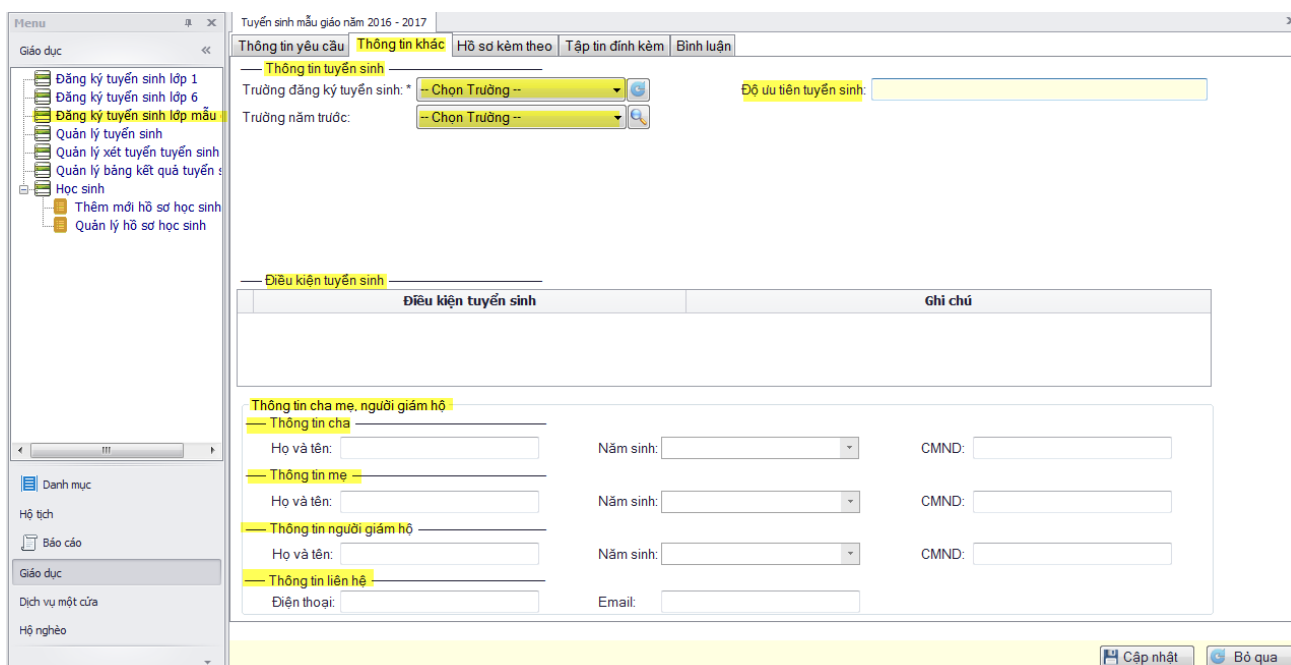 Menu
Giáo dục
Đăng ký tuyển sinh lớp 1
Đăng ký tuyển sinh lớp 6
Đăng ký tuyển sinh lớp mẫu
Quản lý tuyển sinh
Quản lý xét tuyển tuyển sinh
Quản lý bảng kết quả tuyển s
Học sinh
Thêm mới hồ sơ học sinh
Quản lý hồ sơ học sinh
Danh mục
Hộ tịch
Báo cáo
Giáo dục
Dịch vụ một cửa
Hộ nghèo
Tuyển sinh mẫu giáo năm 2016 - 2017
Thông tin yêu cầu Thông tin khác Hồ sơ kèm theo Tập tin đính kèm Bình luận
Thông tin tuyển sinh
Trường đăng ký tuyển sinh: * -- Chọn Trường -- Độ ưu tiên tuyển sinh:
Trường năm trước: -- Chọn Trường --
Điều kiện tuyển sinh
Điều kiện tuyển sinh Ghi chú
Thông tin cha mẹ, người giám hộ
Thông tin cha
Họ và tên: Năm sinh: CMND:
Thông tin mẹ
Họ và tên: Năm sinh: CMND:
Thông tin người giám hộ
Họ và tên: Năm sinh: CMND:
Thông tin liên hệ
Điện thoại: Email:
Cập nhật Bỏ qua